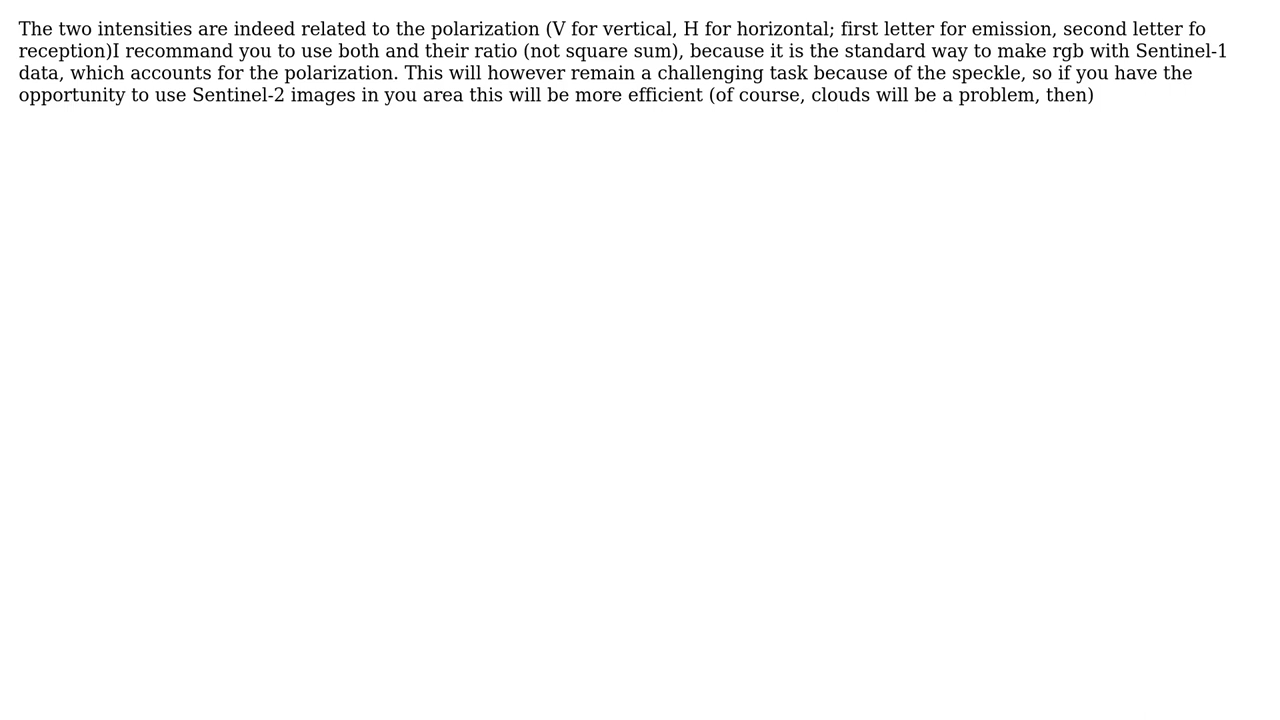 The two intensities are indeed related to the polarization (V for vertical, H for horizontal; first letter for emission, second letter fo
reception)I recommand you to use both and their ratio (not square sum), because it is the standard way to make rgb with Sentinel-1
data, which accounts for the polarization. This will however remain a challenging task because of the speckle, so if you have the
opportunity to use Sentinel-2 images in you area this will be more efficient (of course, clouds will be a problem, then)